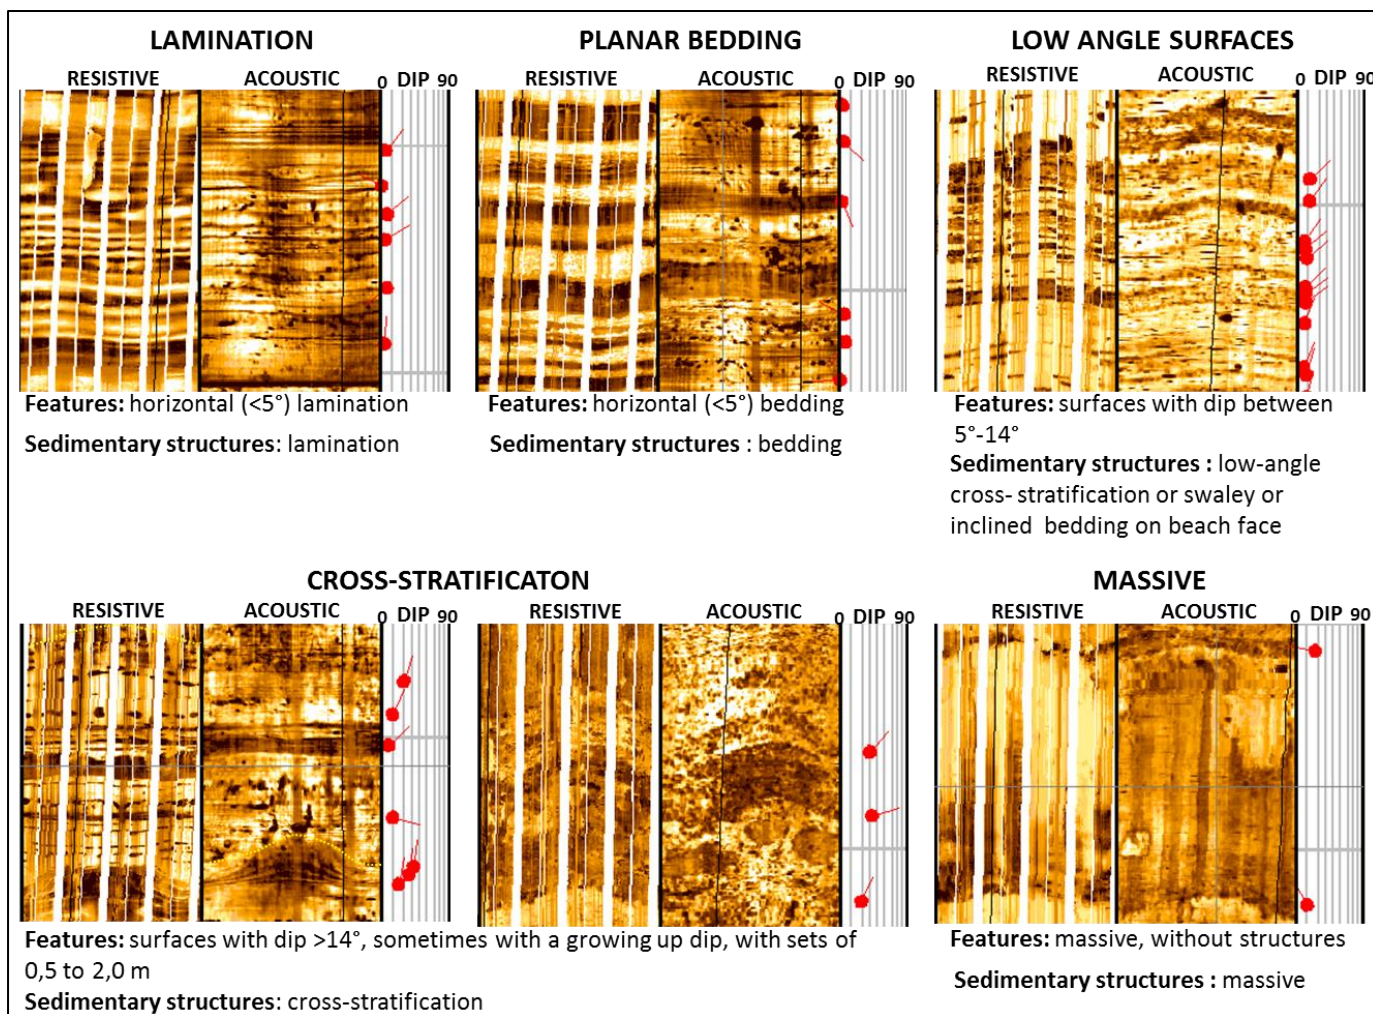 LAMINATION
RESISTIVE ACOUSTIC 0 DIP 90
Features: horizontal (<5°) lamination
Sedimentary structures: lamination
PLANAR BEDDING
RESISTIVE ACOUSTIC 0 DIP 90
Features: horizontal (<5°) bedding
Sedimentary structures : bedding
LOW ANGLE SURFACES
RESISTIVE ACOUSTIC 0 DIP 90
Features: surfaces with dip between
5°-14°
Sedimentary structures : low-angle
cross- stratification or swaley or
inclined bedding on beach face
CROSS-STRATIFICATON
RESISTIVE ACOUSTIC 0 DIP 90 RESISTIVE ACOUSTIC 0 DIP 90
Features: surfaces with dip >14°, sometimes with a growing up dip, with sets of
0,5 to 2,0 m
Sedimentary structures: cross-stratification
MASSIVE
RESISTIVE ACOUSTIC 0 DIP 90
Features: massive, without structures
Sedimentary structures : massive